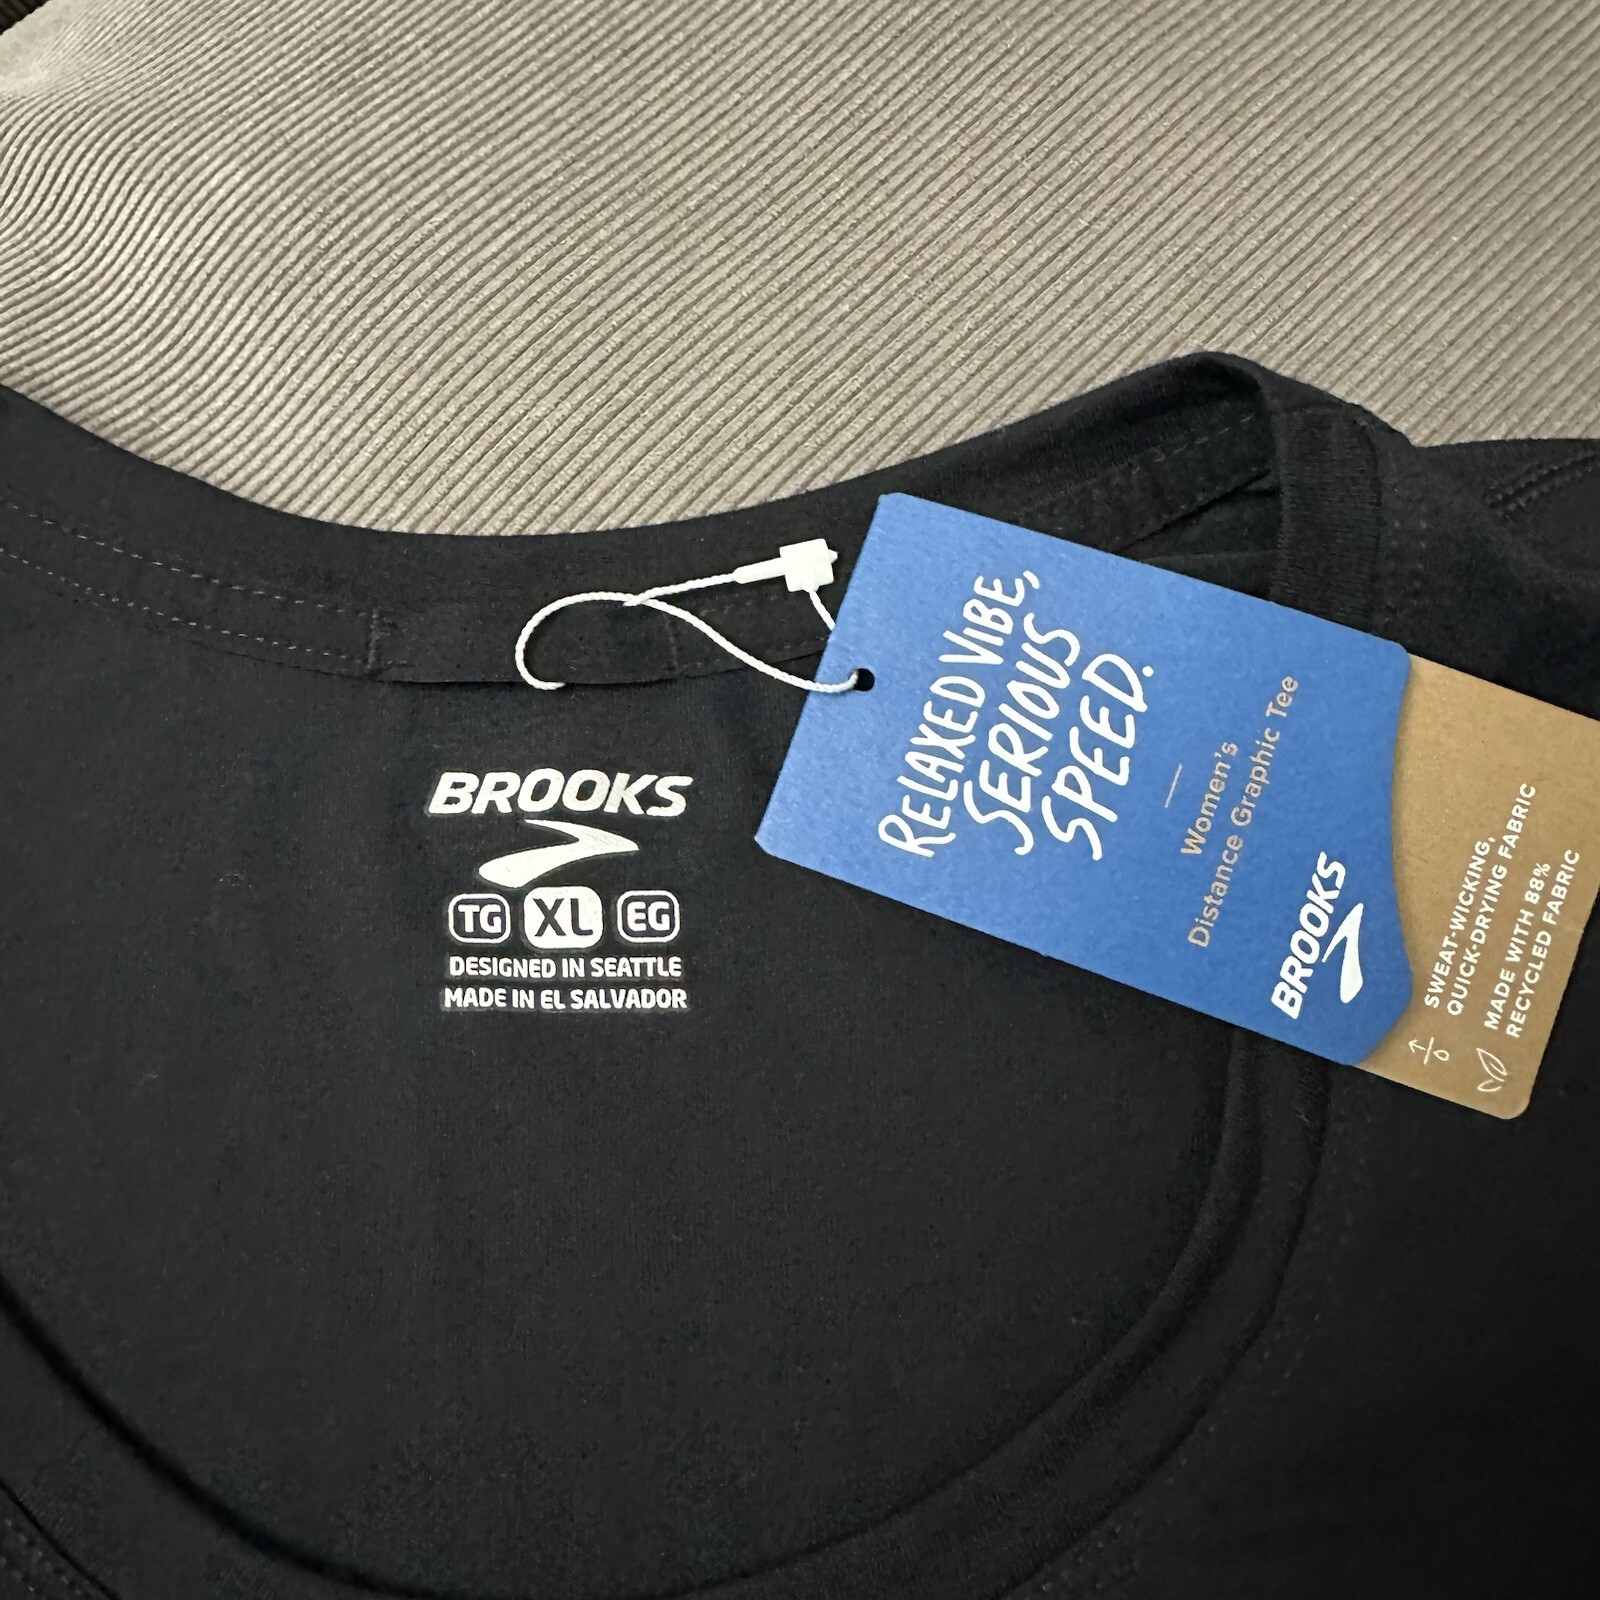 BROOKS
TG XL EG
DESIGNED IN SEATTLE
MADE IN EL SALVADOR
RELAXED VIBE,
SERIOUS
SPEED.
Women's
Distance Graphic Tee
BROOKS
SWEAT-WICKING,
QUICK-DRYING FABRIC
MADE WITH 88%
RECYCLED FABRIC